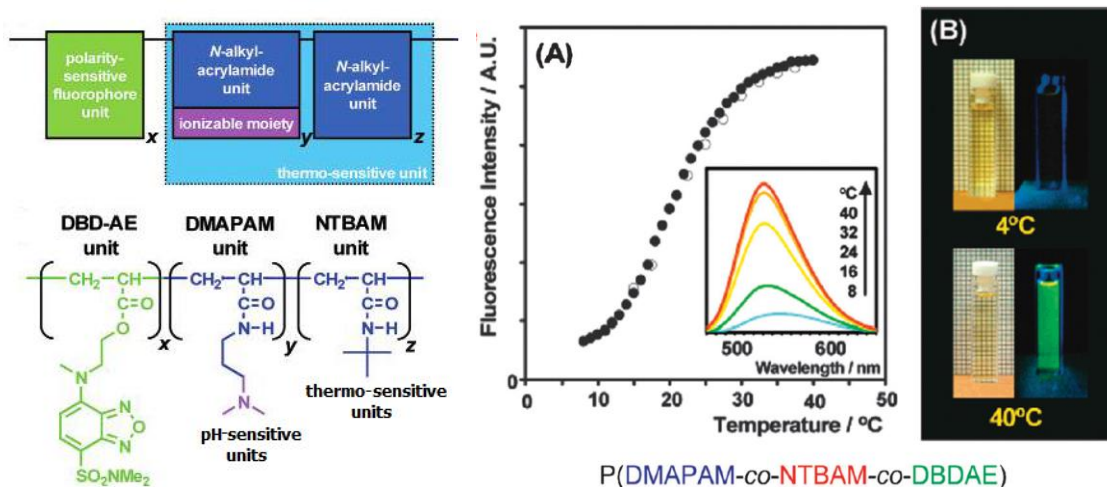 polarity-
sensitive
fluorophore
unit
x
N-alkyl-
acrylamide
unit
ionizable moiety
y
N-alkyl-
acrylamide
unit
z
thermo-sensitive unit
DBD-AE
unit
DMAPAM
unit
NTBAM
unit
CH₂ CH
C=O
O
x
N
N
O
N
SO₂NMe₂
CH₂ CH
C=O
N-H
y
N
pH-sensitive
units
CH₂ CH
C=O
N-H
z
thermo-sensitive
units
(A)
Fluorescence Intensity / A.U.
0
0 10 20 30 40 50
Temperature / °C
°C
40
32
24
16
8
500 600
Wavelength / nm
(B)
4°C
40°C
P(DMAPAM-co-NTBAM-co-DBDAE)